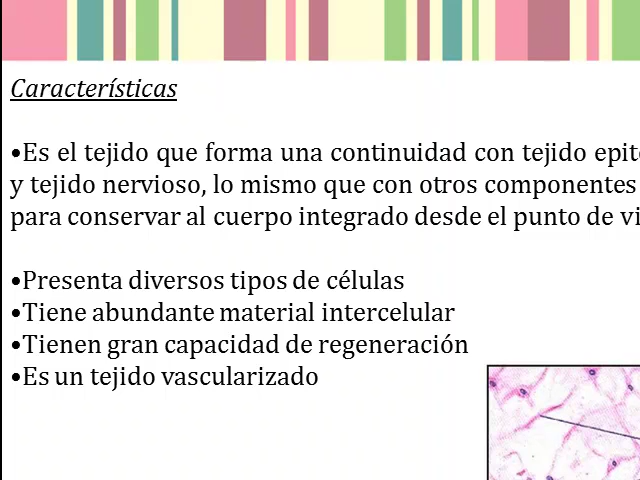 Características
•Es el tejido que forma una continuidad con tejido
y tejido nervioso, lo mismo que con otros componentes
para conservar al cuerpo integrado desde el punto de
•Presenta diversos tipos de células
•Tiene abundante material intercelular
•Tienen gran capacidad de regeneración
•Es un tejido vascularizado